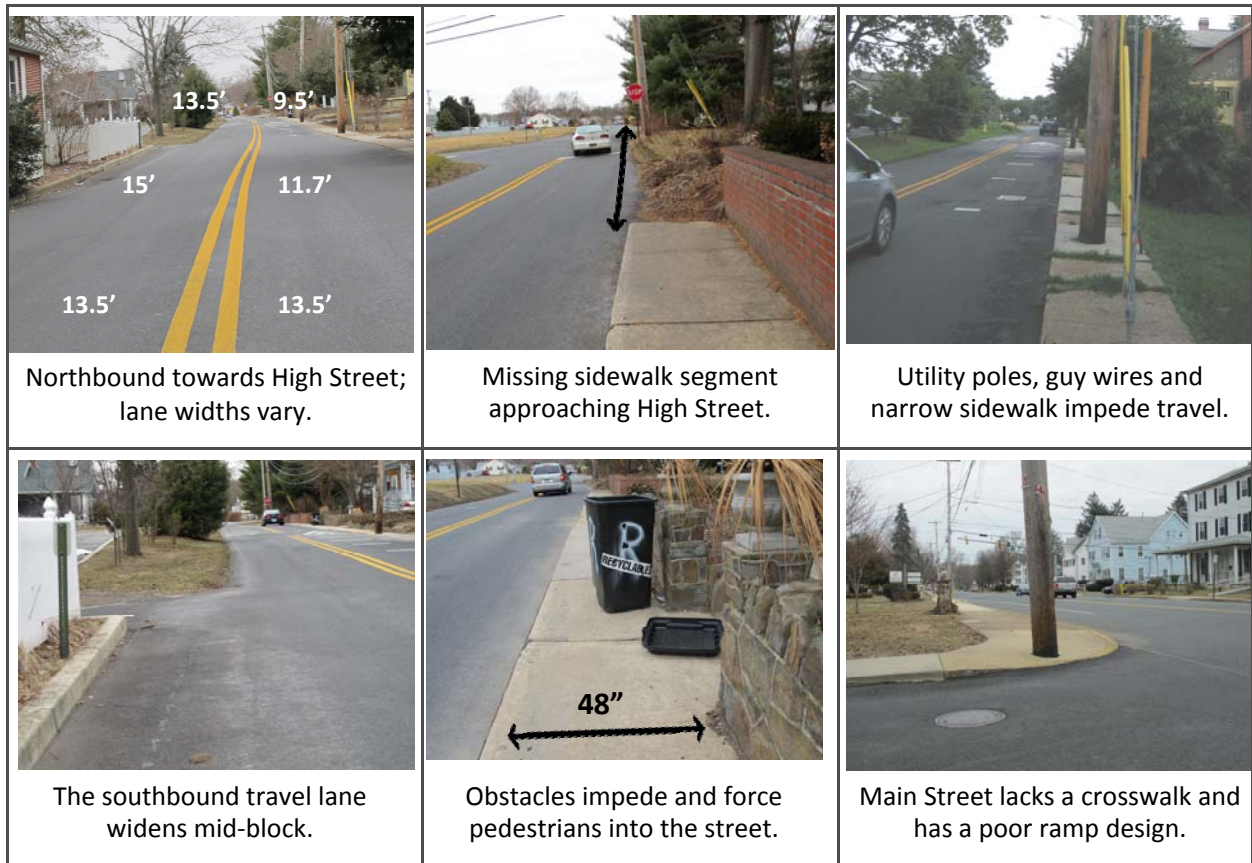 13.5’ 9.5’
15’ 11.7’
13.5’ 13.5’
Northbound towards High Street;
lane widths vary.
STOP
Missing sidewalk segment
approaching High Street.
Utility poles, guy wires and
narrow sidewalk impede travel.
The southbound travel lane
widens mid-block.
R
RECYCLABLE
48”
Obstacles impede and force
pedestrians into the street.
Main Street lacks a crosswalk and
has a poor ramp design.